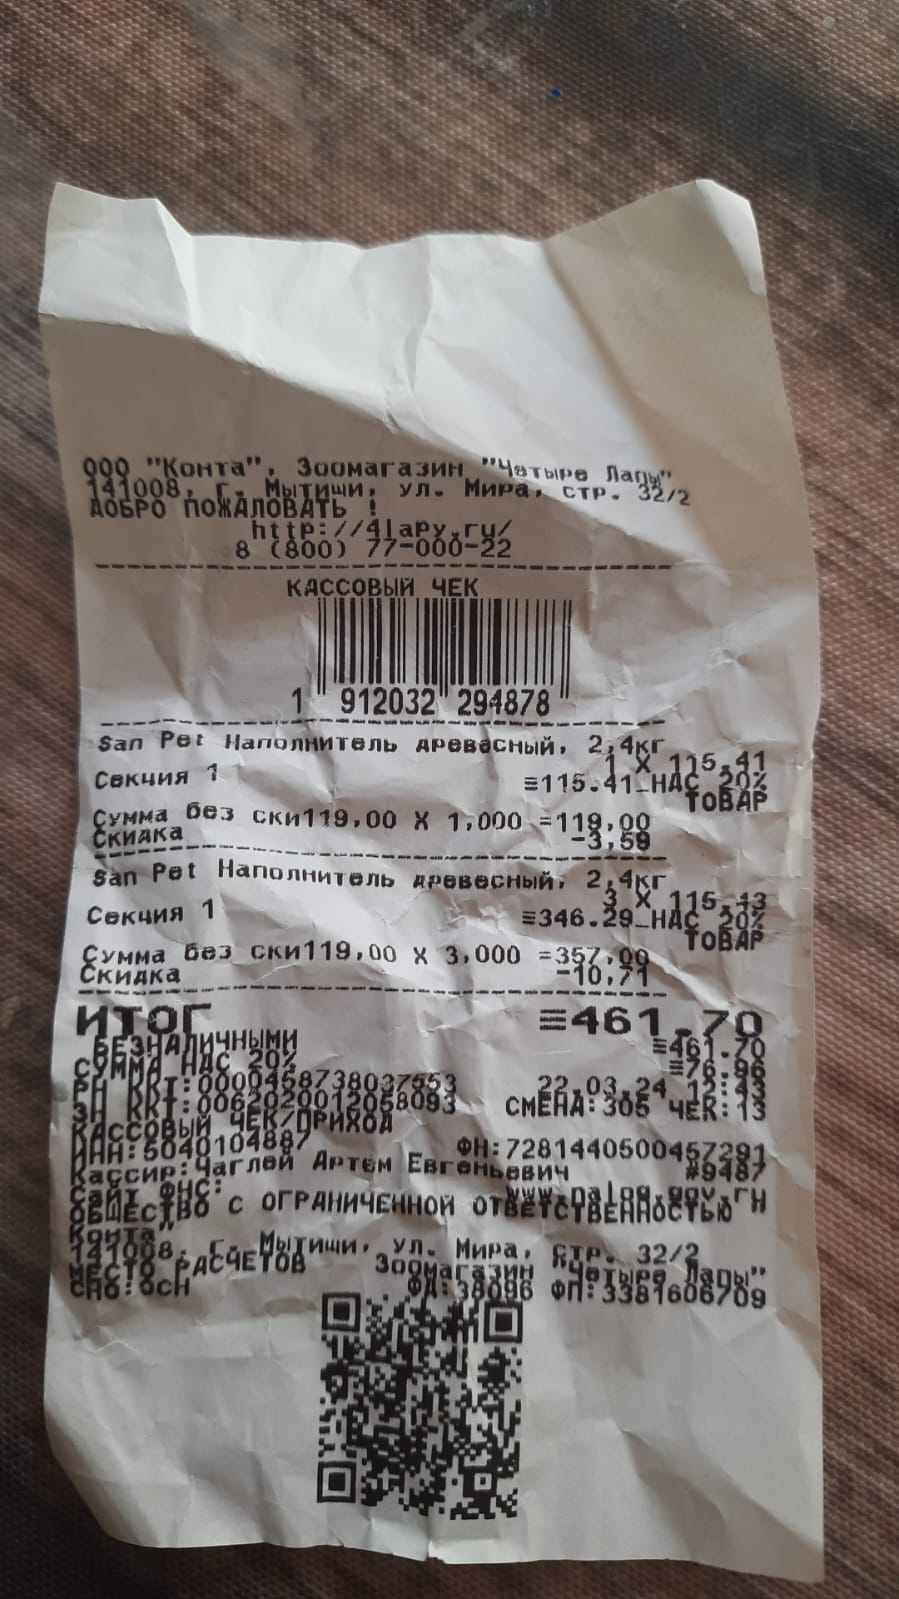 ООО "Конта", Зоомагазин "Четыре Лапы"
141008, г. Мытищи, ул. Мира, стр. 32/2
ДОБРО ПОЖАЛОВАТЬ !
http://4lapy.ru/
8 (800) 77-000-22
КАССОВЫЙ ЧЕК
1 912032 294878
San Pet Наполнитель древесный, 2,4кг
1 X 115.41
Секция 1 ≡115.41_НДС 20%
ТОВАР
Сумма без ски119,00 X 1,000 =119,00
Скидка -3,59
San Pet Наполнитель древесный, 2,4кг
3 X 115.43
Секция 1 ≡346.29_НДС 20%
ТОВАР
Сумма без ски119,00 X 3,000 =357,00
Скидка -10,71
ИТОГ ≡461.70
БЕЗНАЛИЧНЫМИ ≡461.70
СУММА НДС 20% ≡76.96
РН ККТ:0000458738037553 22.03.24 12:43
ЗН ККТ:0062020012058093 СМЕНА:305 ЧЕК:13
КАССОВЫЙ ЧЕК/ПРИХОД
ИНН:5040104887 ФН:7281440500457291
Кассир:Чаглей Артем Евгеньевич #9487
Сайт ФНС: www.nalog.gov.ru
ОБЩЕСТВО С ОГРАНИЧЕННОЙ ОТВЕТСТВЕННОСТЬЮ "
Конта"
141008, г. Мытищи, ул. Мира, стр. 32/2
МЕСТО РАСЧЕТОВ Зоомагазин "Четыре Лапы"
СНО:ОСН ФД:38096 ФП:3381606709